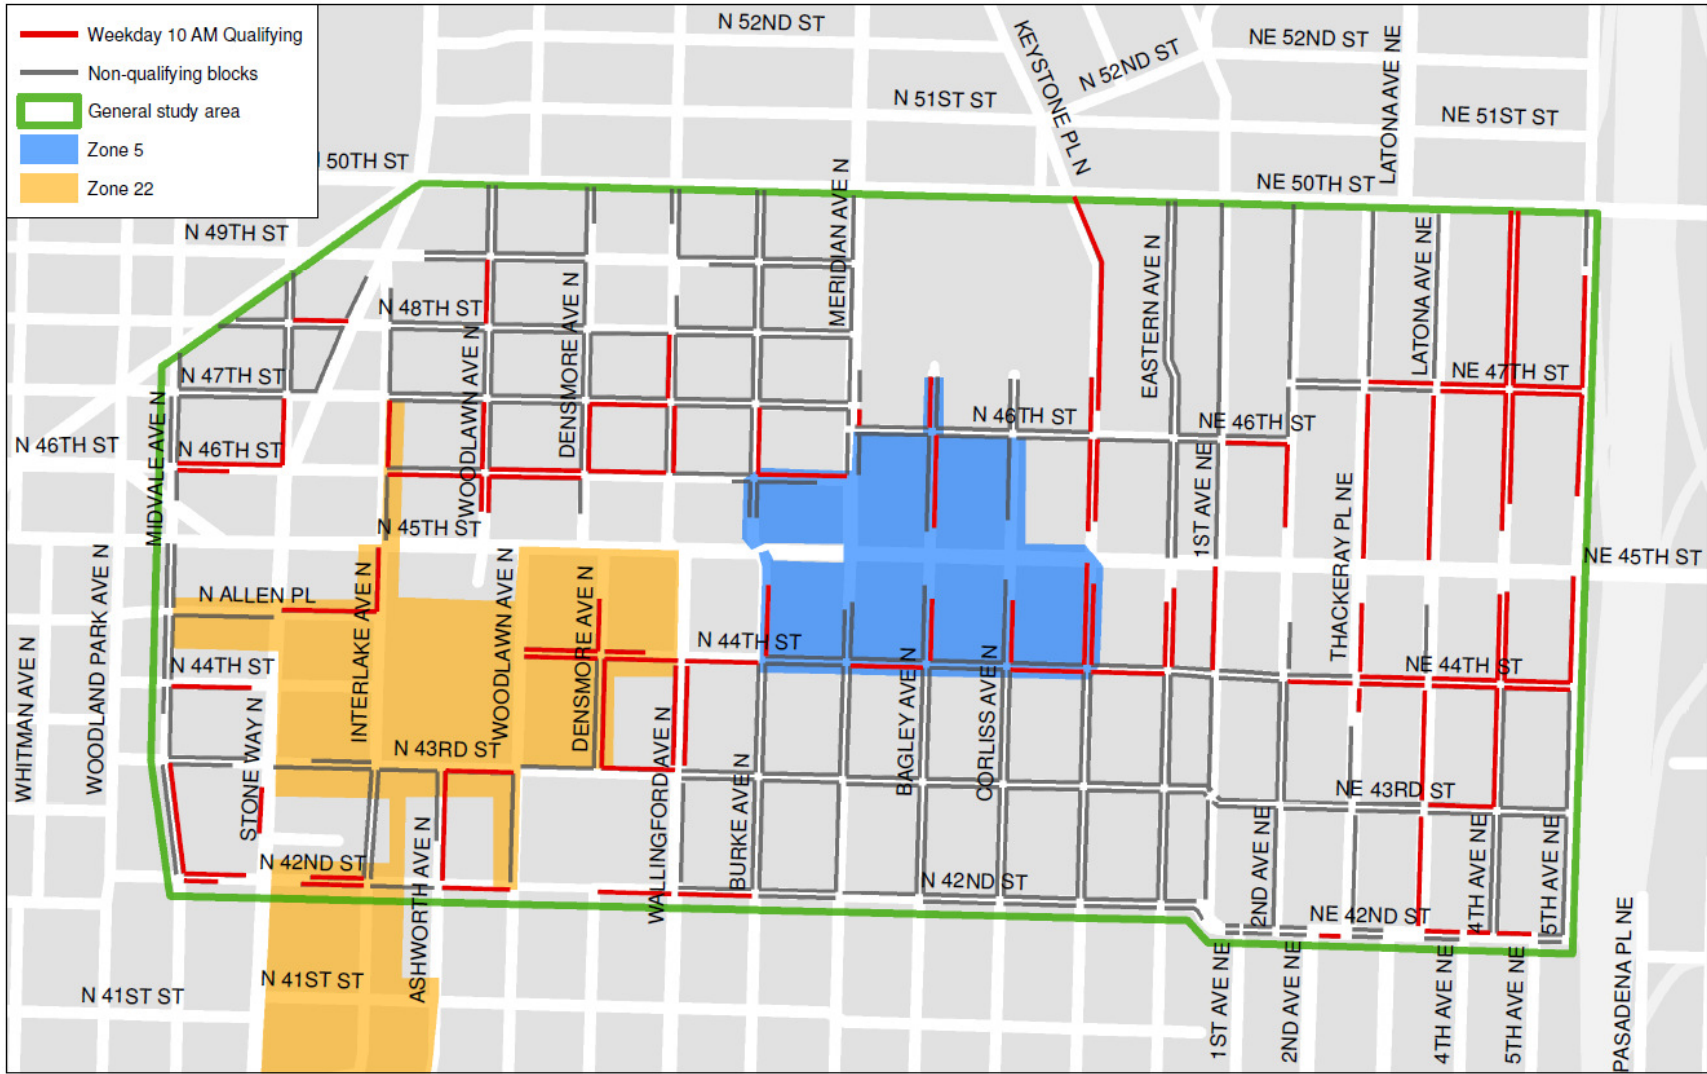 Weekday 10 AM Qualifying
Non-qualifying blocks
General study area
Zone 5
Zone 22
N 52ND ST
KEYSTONE PL N
N 52ND ST
NE 52ND ST
LATONA AVE NE
N 51ST ST
NE 51ST ST
50TH ST
MERIDIAN AVE N
NE 50TH ST
N 49TH ST
N 48TH ST
DENSMORE AVE N
WOODLAWN AVE N
EASTERN AVE N
LATONA AVE NE
N 47TH ST
NE 47TH ST
MIDVALE AVE N
N 46TH ST
N 46TH ST
N 46TH ST
NE 46TH ST
N 45TH ST
1ST AVE NE
THACKERAY PL NE
NE 45TH ST
WOODLAND PARK AVE N
N ALLEN PL
INTERLAKE AVE N
WOODLAWN AVE N
DENSMORE AVE N
N 44TH ST
N 44TH ST
NE 44TH ST
WHITMAN AVE N
STONE WAY N
N 43RD ST
WALLINGFORD AVE N
BURKE AVE N
BAGLEY AVE N
CORLISS AVE N
NE 43RD ST
N 42ND ST
ASHWORTH AVE N
N 42ND ST
2ND AVE NE
NE 42ND ST
4TH AVE NE
5TH AVE NE
N 41ST ST
N 41ST ST
1ST AVE NE
2ND AVE NE
4TH AVE NE
5TH AVE NE
PASADENA PL NE